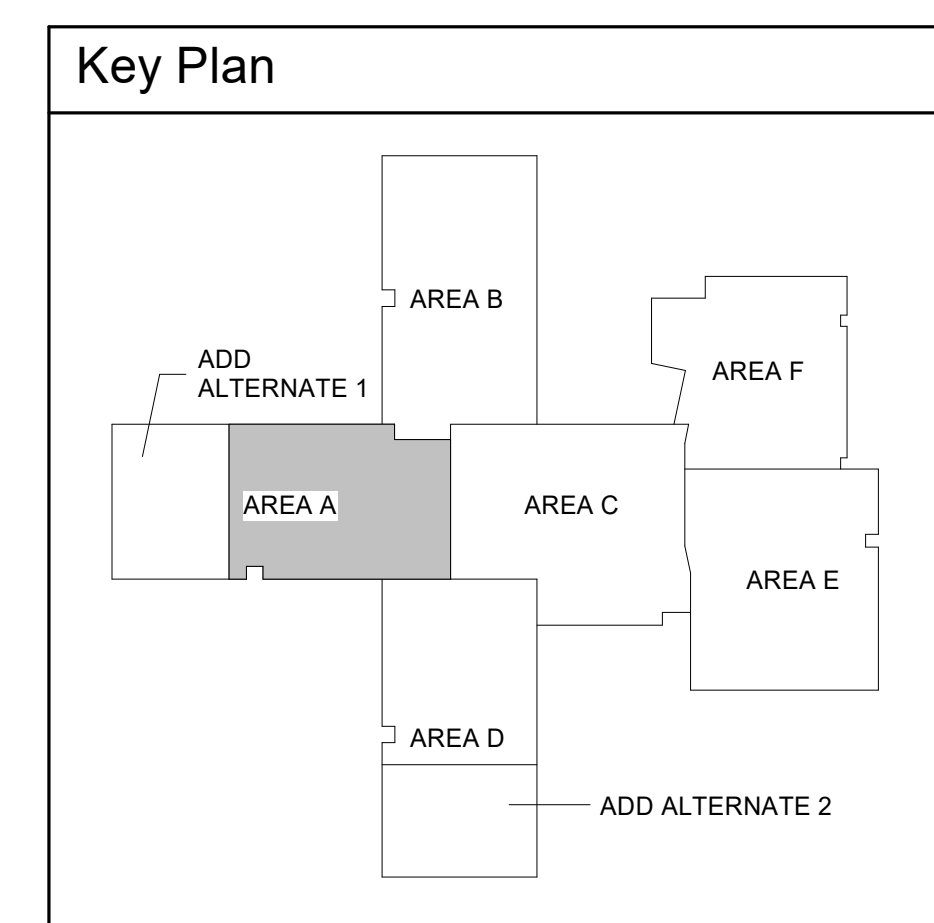 Key Plan
AREA B
ADD
ALTERNATE 1
AREA F
AREA A
AREA C
AREA E
AREA D
ADD ALTERNATE 2